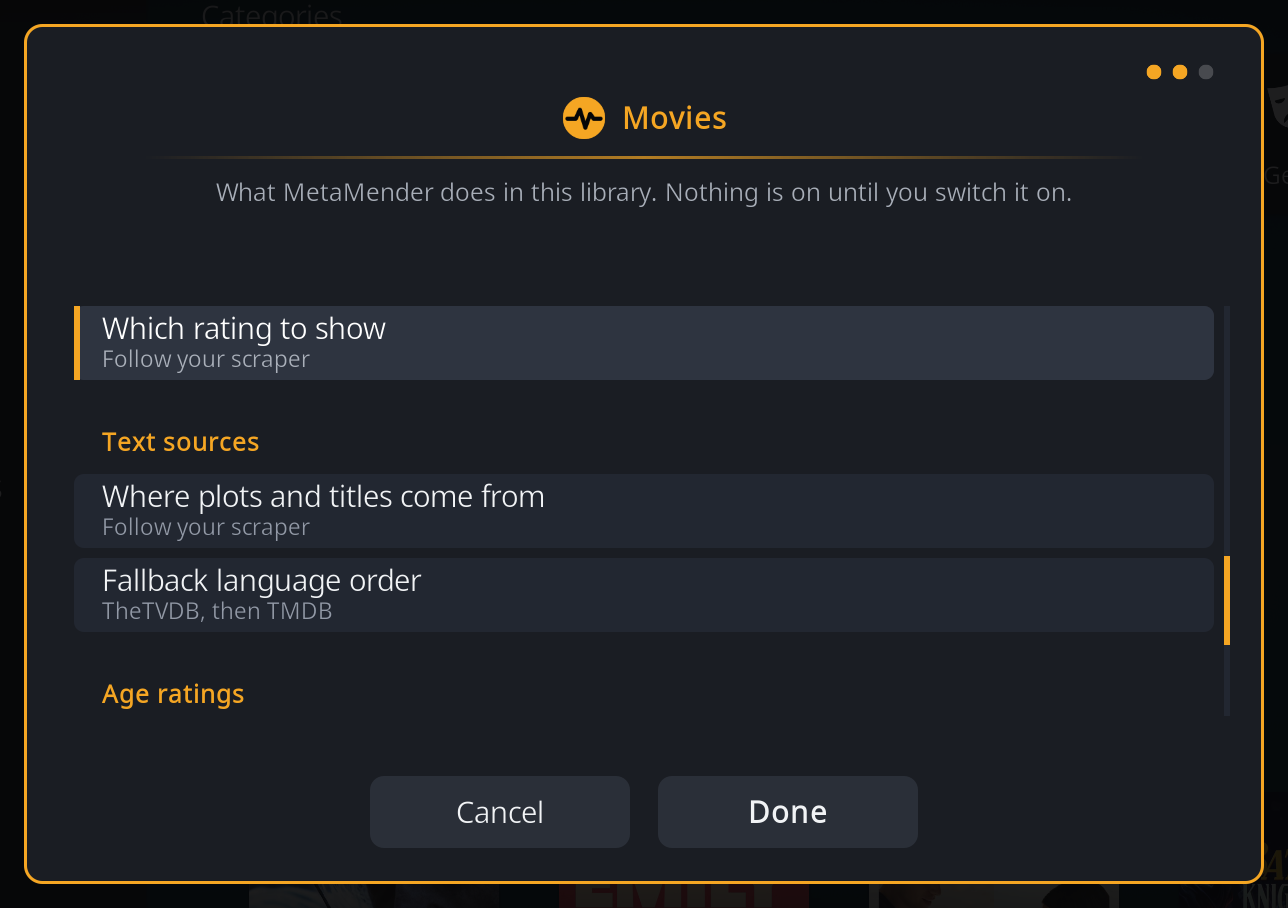 Categories
Movies
What MetaMender does in this library. Nothing is on until you switch it on.
Which rating to show
Follow your scraper
Text sources
Where plots and titles come from
Follow your scraper
Fallback language order
TheTVDB, then TMDB
Age ratings
Cancel
Done